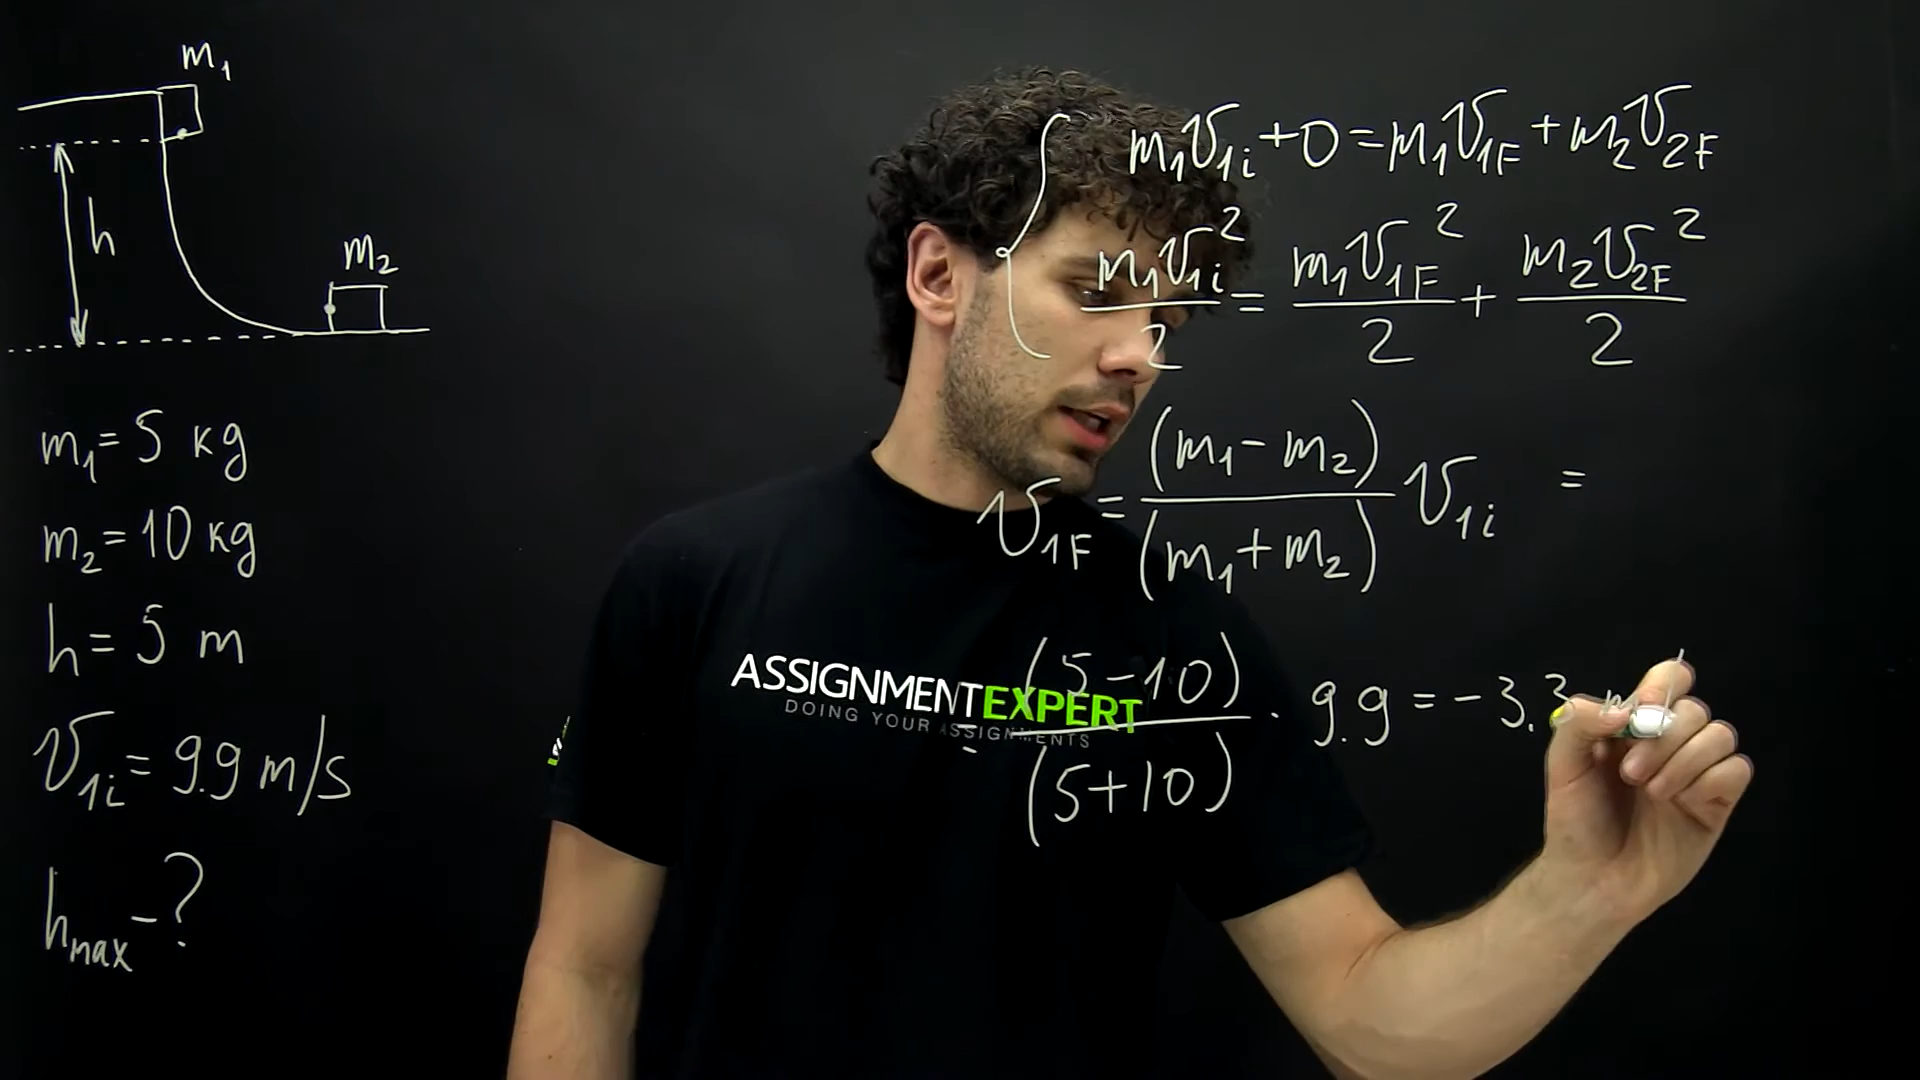 m₁
h
m₂
m₁ = 5 kg
m₂ = 10 kg
h = 5 m
v₁ᵢ = 9.9 m/s
hmax - ?
m₁v₁ᵢ + 0 = m₁v₁F + m₂v₂F
m₁v₁ᵢ²/2 = m₁v₁F²/2 + m₂v₂F²/2
v₁F = (m₁ - m₂)/(m₁ + m₂) v₁ᵢ =
= (5 - 10)/(5 + 10) · 9.9 = -3.3 m/
ASSIGNMENTEXPERT
DOING YOUR ASSIGNMENTS